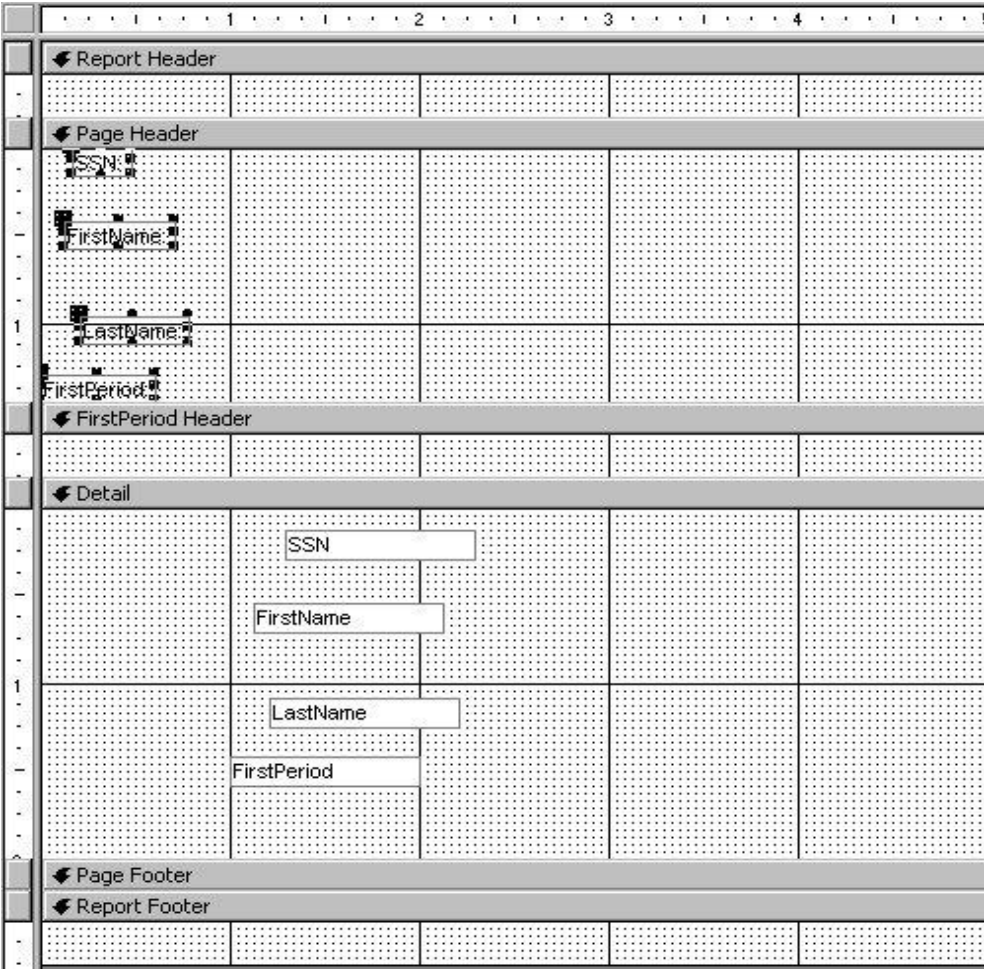 1 2 3 4
Report Header
Page Header
SSN:
FirstName:
1
LastName:
FirstPeriod:
FirstPeriod Header
Detail
SSN
FirstName
1
LastName
FirstPeriod
Page Footer
Report Footer